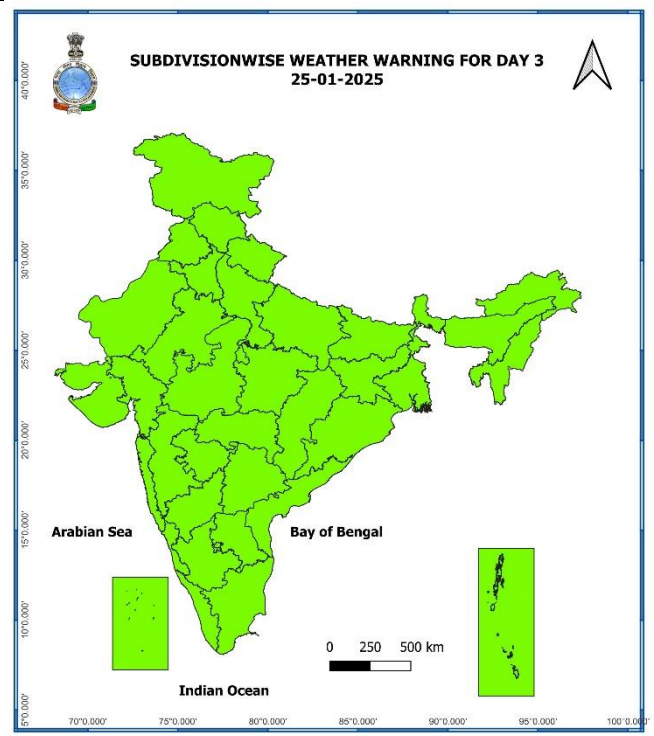 SUBDIVISIONWISE WEATHER WARNING FOR DAY 3
25-01-2025
40°0.000'
35°0.000'
30°0.000'
25°0.000'
20°0.000'
15°0.000'
10°0.000'
5°0.000'
Arabian Sea
Bay of Bengal
0 250 500 km
Indian Ocean
70°0.000' 75°0.000' 80°0.000' 85°0.000' 90°0.000' 95°0.000' 100°0.000'